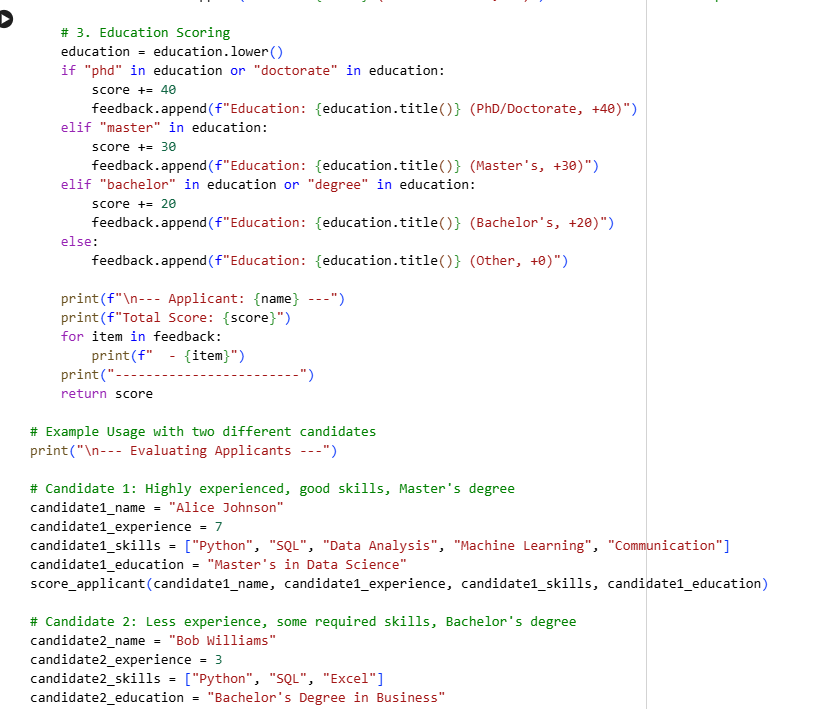 # 3. Education Scoring
    education = education.lower()
    if "phd" in education or "doctorate" in education:
        score += 40
        feedback.append(f"Education: {education.title()} (PhD/Doctorate, +40)")
    elif "master" in education:
        score += 30
        feedback.append(f"Education: {education.title()} (Master's, +30)")
    elif "bachelor" in education or "degree" in education:
        score += 20
        feedback.append(f"Education: {education.title()} (Bachelor's, +20)")
    else:
        feedback.append(f"Education: {education.title()} (Other, +0)")

    print(f"\n--- Applicant: {name} ---")
    print(f"Total Score: {score}")
    for item in feedback:
        print(f"  - {item}")
    print("------------------------")
    return score

# Example Usage with two different candidates
print("\n--- Evaluating Applicants ---")

# Candidate 1: Highly experienced, good skills, Master's degree
candidate1_name = "Alice Johnson"
candidate1_experience = 7
candidate1_skills = ["Python", "SQL", "Data Analysis", "Machine Learning", "Communication"]
candidate1_education = "Master's in Data Science"
score_applicant(candidate1_name, candidate1_experience, candidate1_skills, candidate1_education)

# Candidate 2: Less experience, some required skills, Bachelor's degree
candidate2_name = "Bob Williams"
candidate2_experience = 3
candidate2_skills = ["Python", "SQL", "Excel"]
candidate2_education = "Bachelor's Degree in Business"